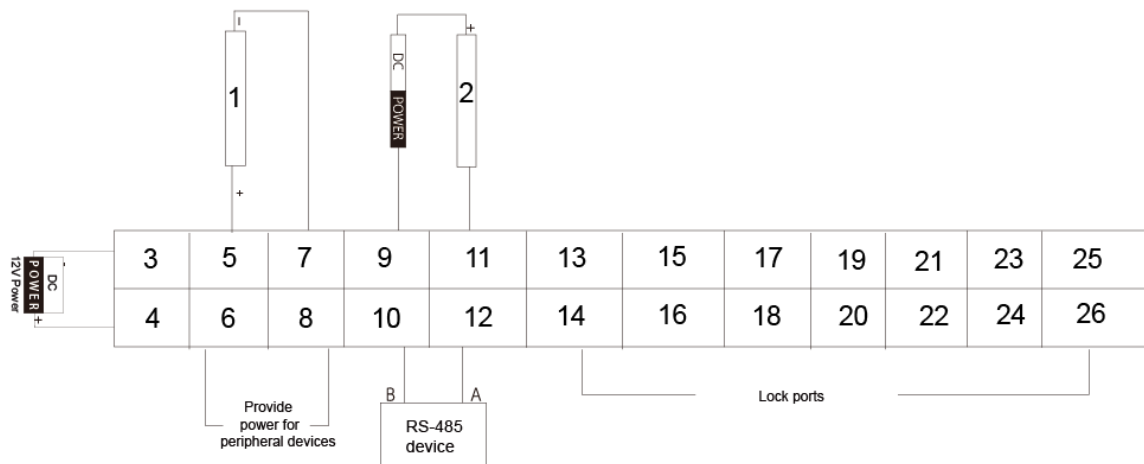 −
+
1
DC
POWER
2
+
3 5 7 9 11 13 15 17 19 21 23 25
4 6 8 10 12 14 16 18 20 22 24 26
12V Power
POWER
DC
-
+
B A
Provide
power for
peripheral devices
RS-485
device
Lock ports